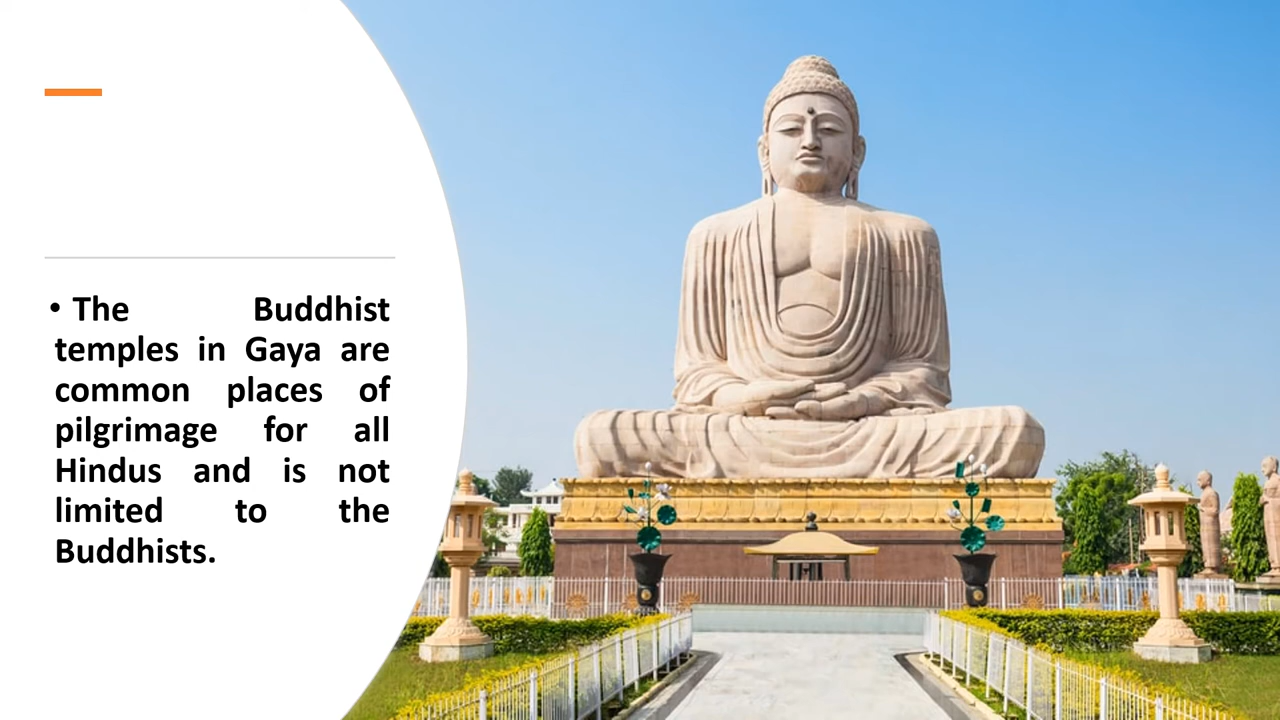 • The Buddhist
temples in Gaya are
common places of
pilgrimage for all
Hindus and is not
limited to the
Buddhists.